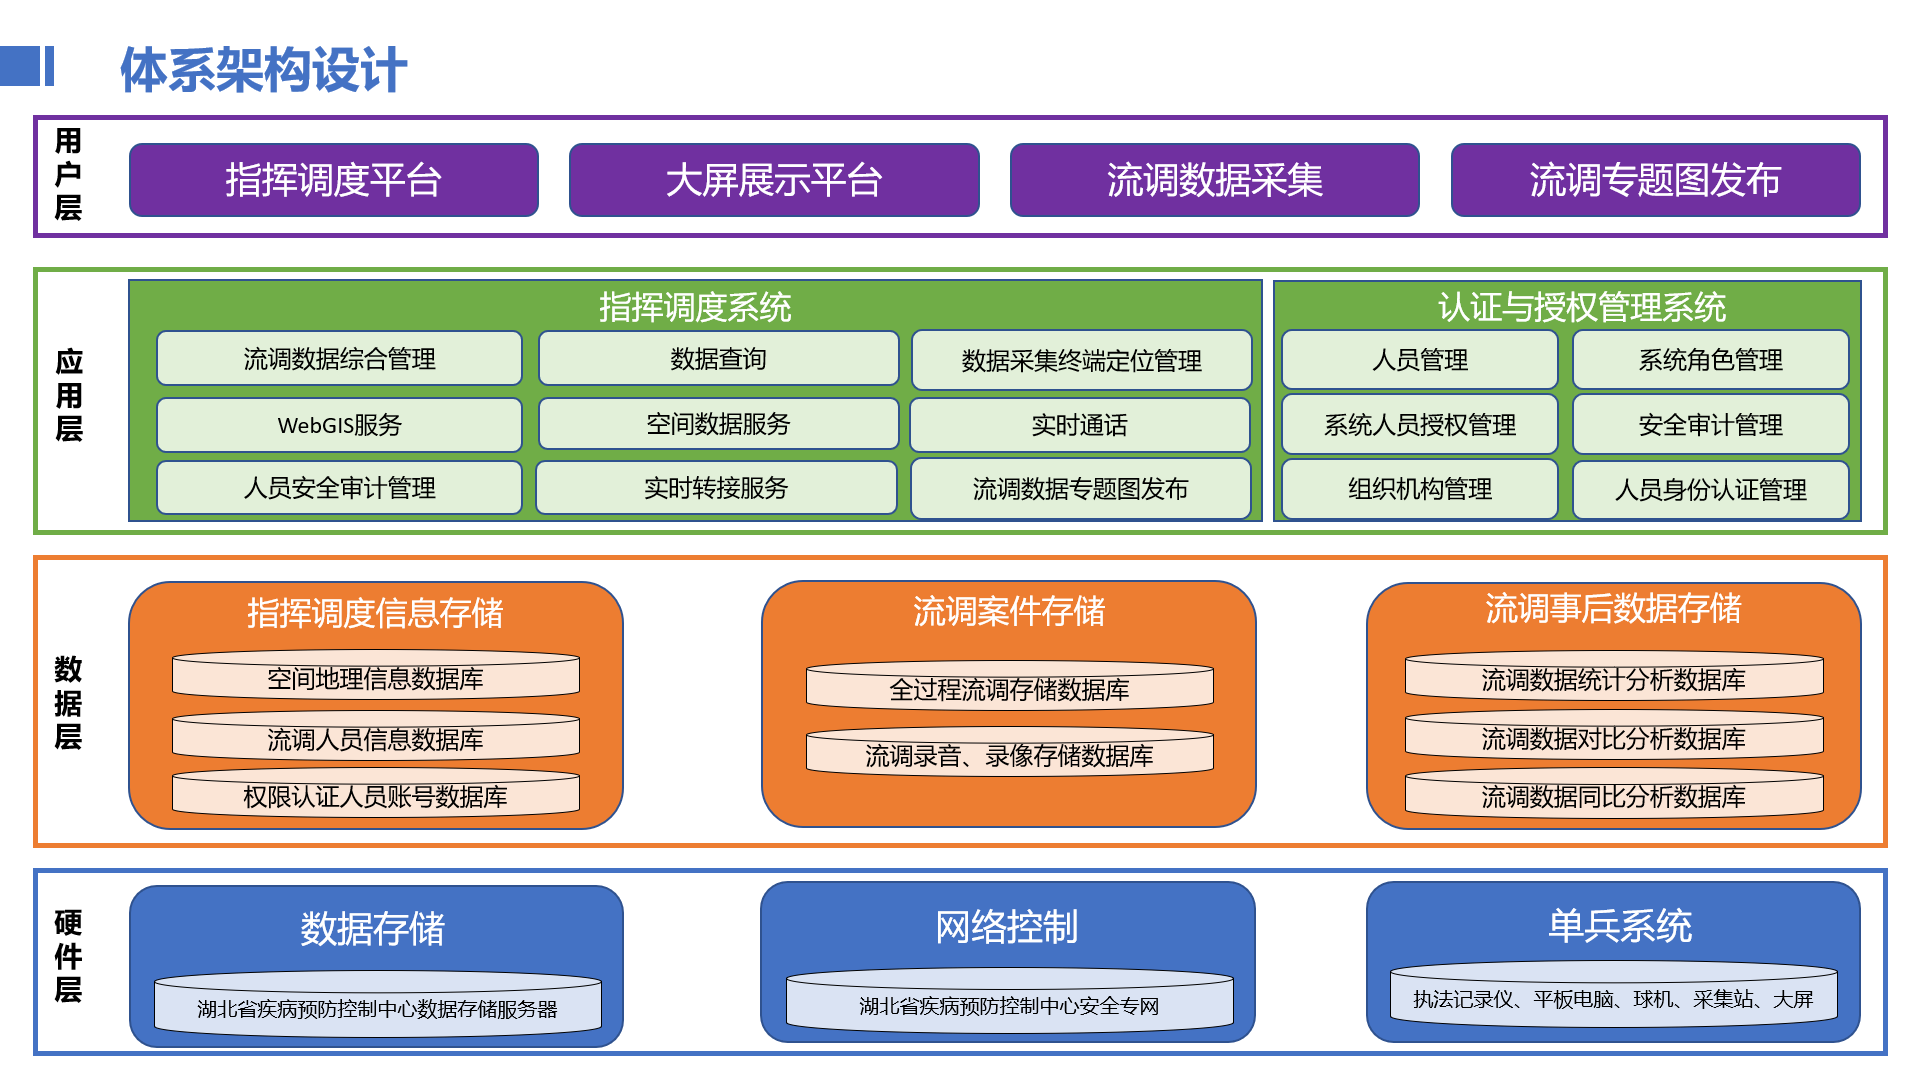 体系架构设计
用户层
指挥调度平台
大屏展示平台
流调数据采集
流调专题图发布
应用层
指挥调度系统
流调数据综合管理
数据查询
数据采集终端定位管理
WebGIS服务
空间数据服务
实时通话
人员安全审计管理
实时转接服务
流调数据专题图发布
认证与授权管理系统
人员管理
系统角色管理
系统人员授权管理
安全审计管理
组织机构管理
人员身份认证管理
数据层
指挥调度信息存储
空间地理信息数据库
流调人员信息数据库
权限认证人员账号数据库
流调案件存储
全过程流调存储数据库
流调录音、录像存储数据库
流调事后数据存储
流调数据统计分析数据库
流调数据对比分析数据库
流调数据同比分析数据库
硬件层
数据存储
湖北省疾病预防控制中心数据存储服务器
网络控制
湖北省疾病预防控制中心安全专网
单兵系统
执法记录仪、平板电脑、球机、采集站、大屏